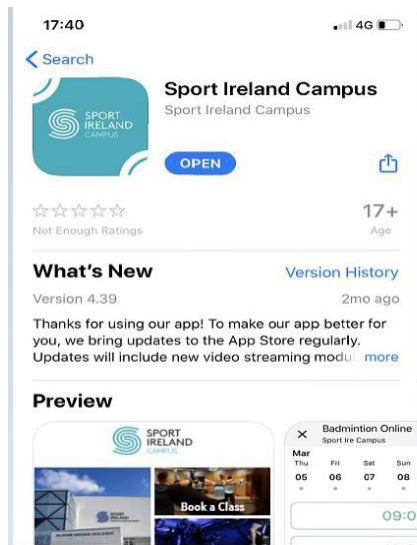 17:40
4G
Search
SPORT
IRELAND
CAMPUS
Sport Ireland Campus
Sport Ireland Campus
OPEN
Not Enough Ratings
17+
Age
What's New
Version History
Version 4.39
2mo ago
Thanks for using our app! To make our app better for
you, we bring updates to the App Store regularly.
Updates will include new video streaming modul more
Preview
SPORT
IRELAND
CAMPUS
Book a Class
Badmintion Online
Sport Ire Campus
Mar
Thu Fri Sat Sun
05 06 07 08
09:0